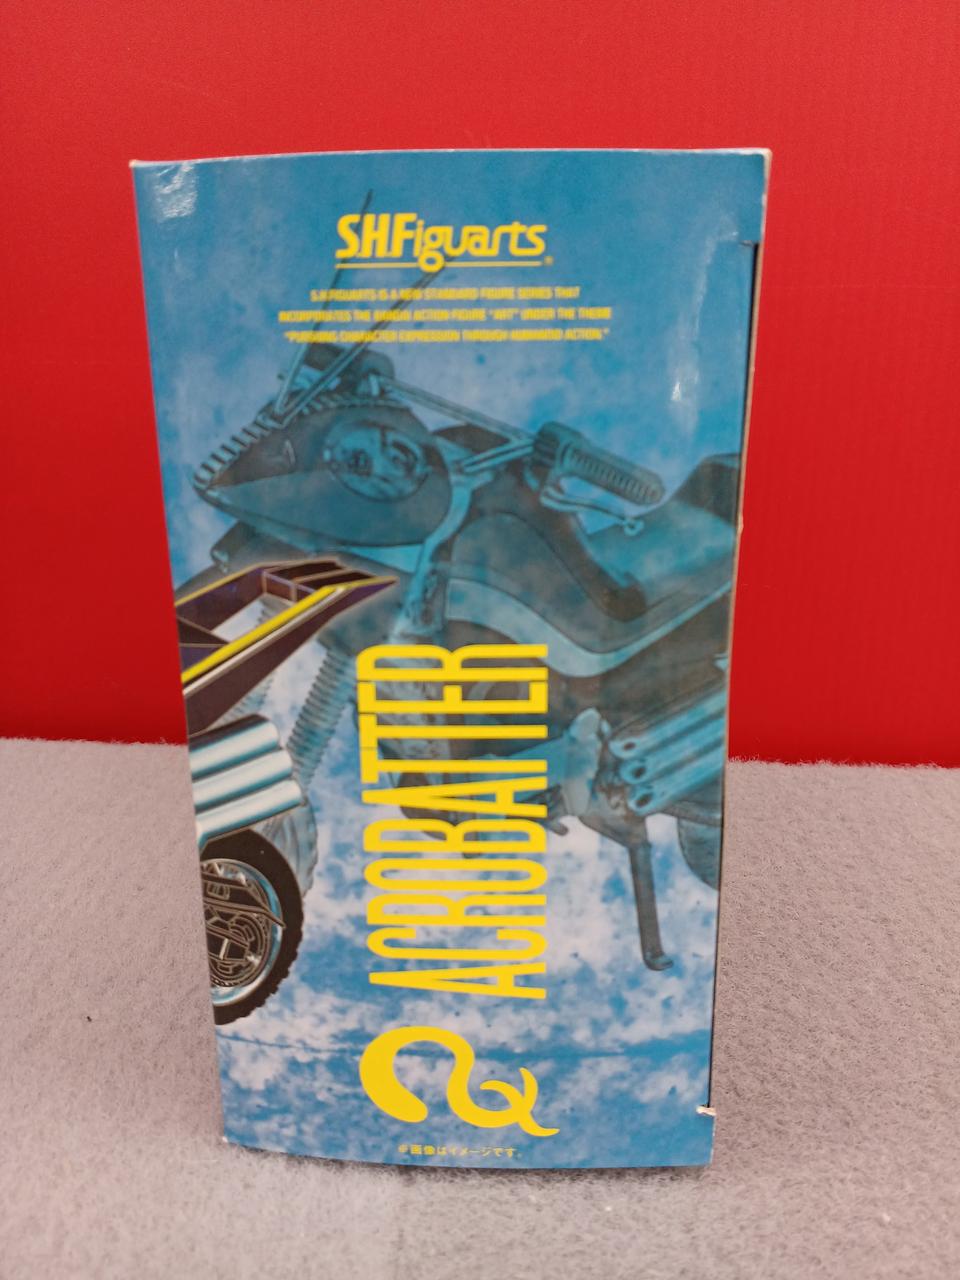 S.H.Figuarts
S.H.FIGUARTS IS A NEW STANDARD FIGURE SERIES THAT
INCORPORATES THE BANDAI ACTION FIGURE "ART" UNDER THE THEME
"PURSUING CHARACTER EXPRESSION THROUGH HUMANOID ACTION."
ACROBATTER
※画像はイメージです。